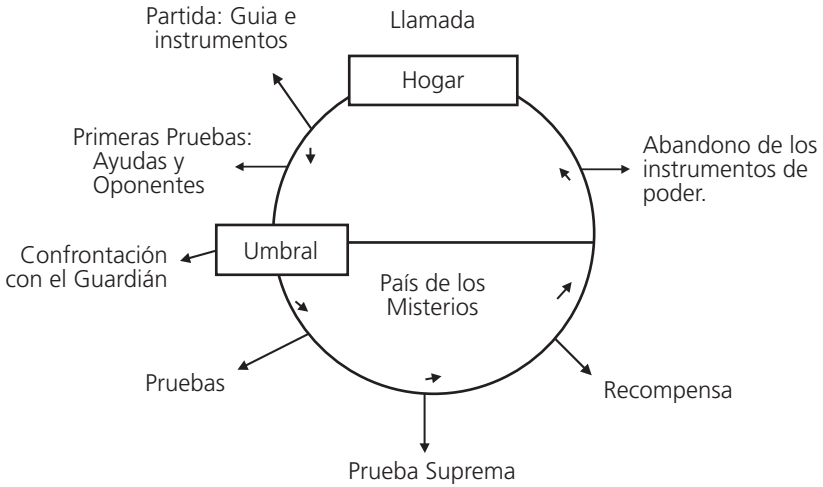 Partida: Guia e
instrumentos
Llamada
Hogar
Primeras Pruebas:
Ayudas y
Oponentes
Abandono de los
instrumentos de
poder.
Umbral
Confrontación
con el Guardián
País de los
Misterios
Pruebas
Recompensa
Prueba Suprema